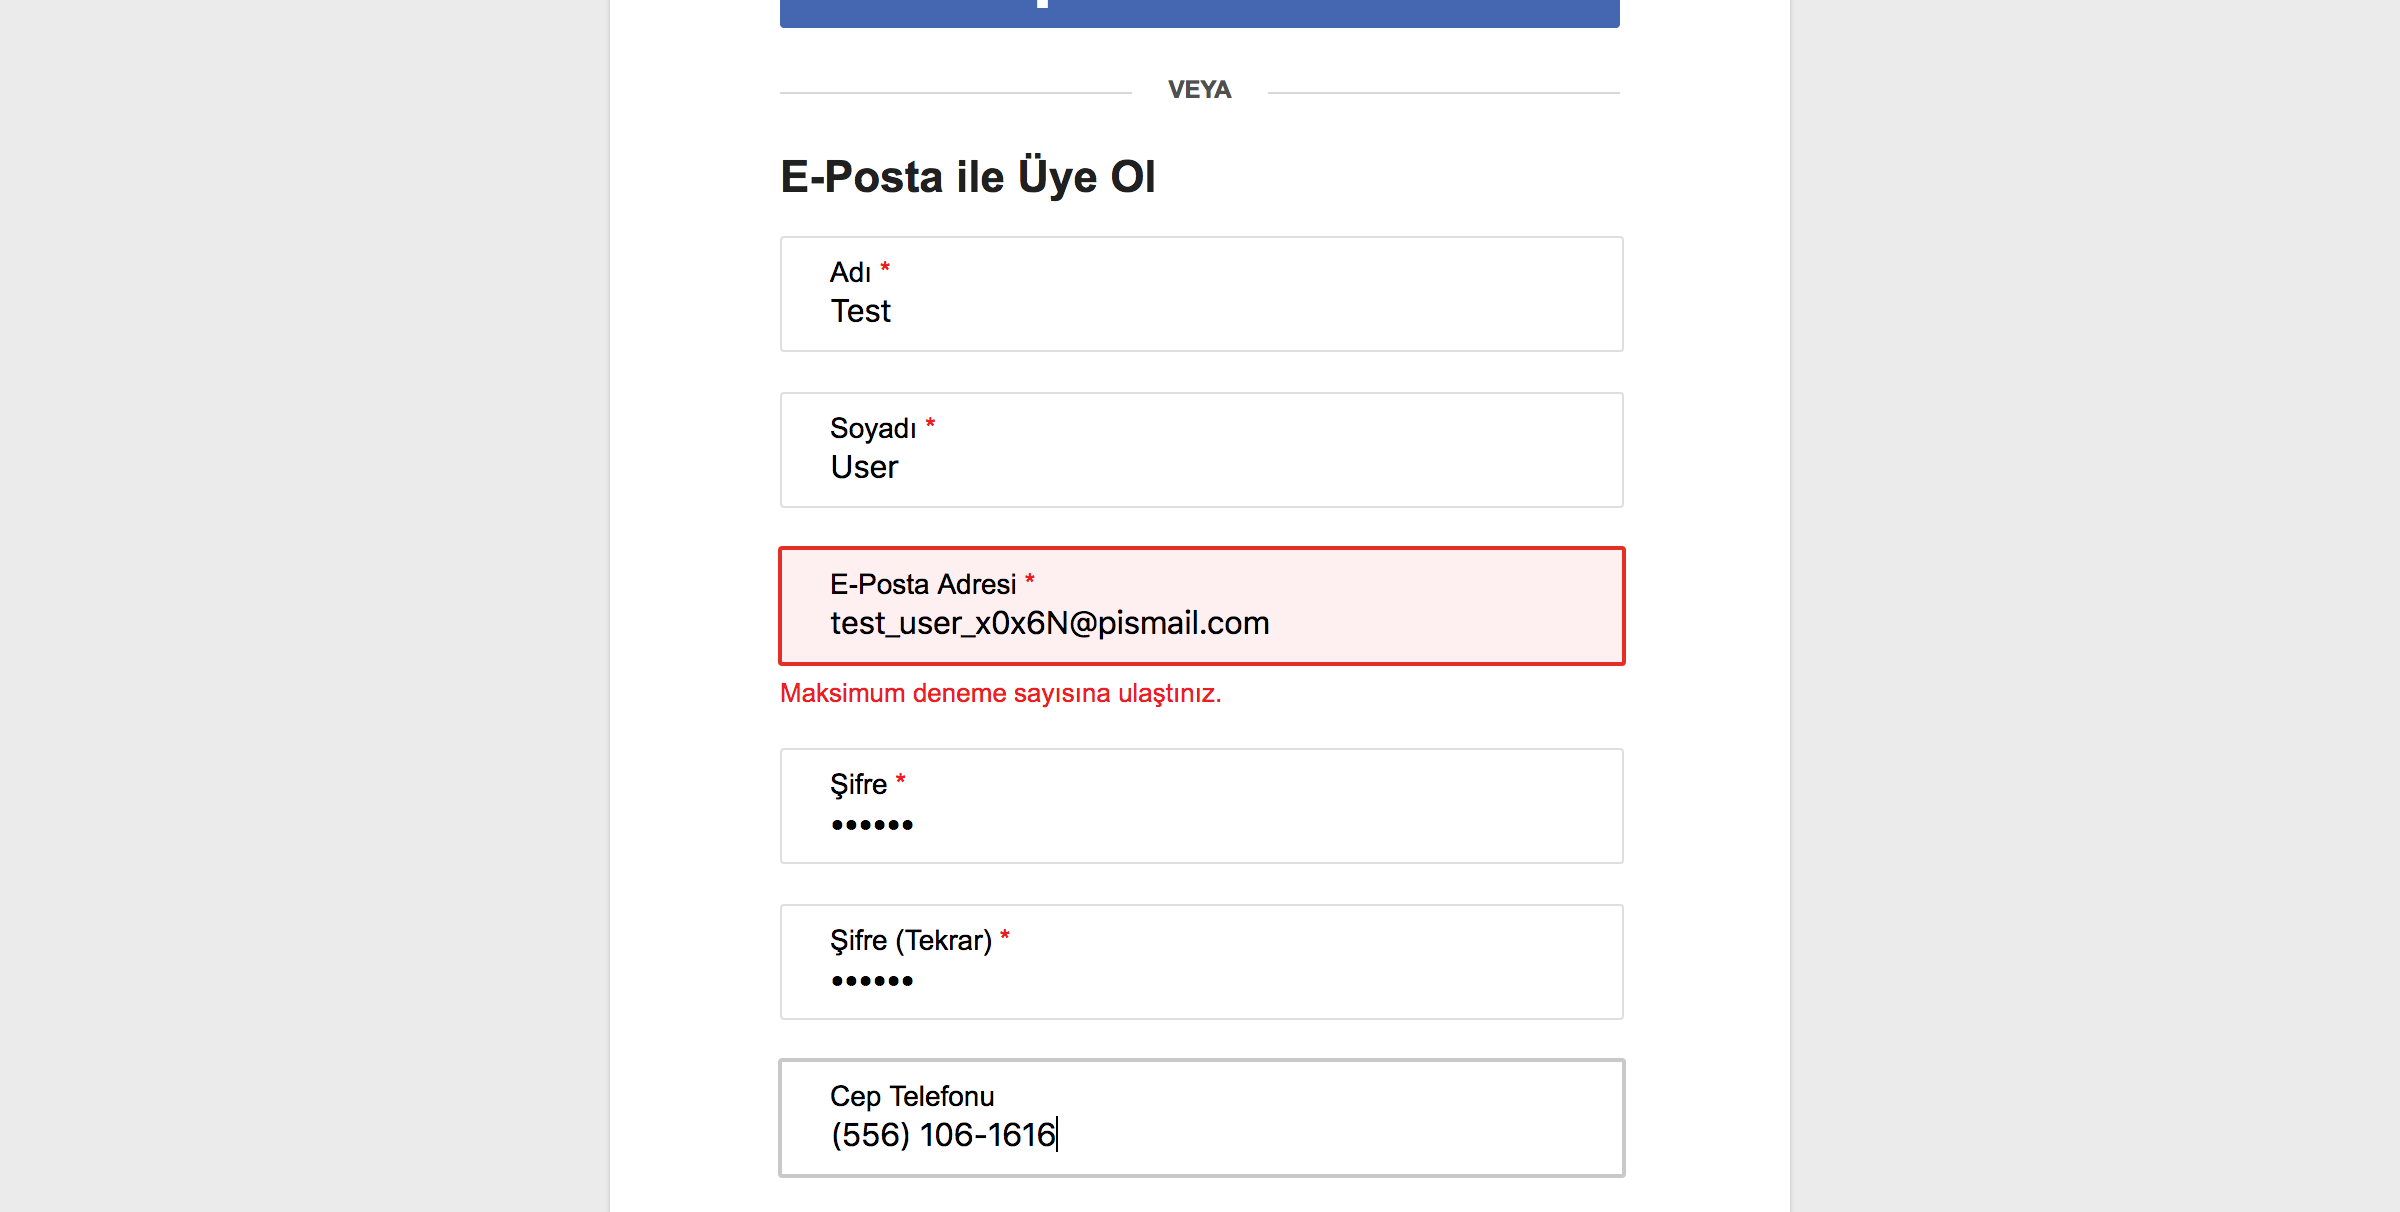 VEYA
E-Posta ile Üye Ol
Adı *
Test
Soyadı *
User
E-Posta Adresi *
test_user_x0x6N@pismail.com
Maksimum deneme sayısına ulaştınız.
Şifre *
••••••
Şifre (Tekrar) *
••••••
Cep Telefonu
(556) 106-1616